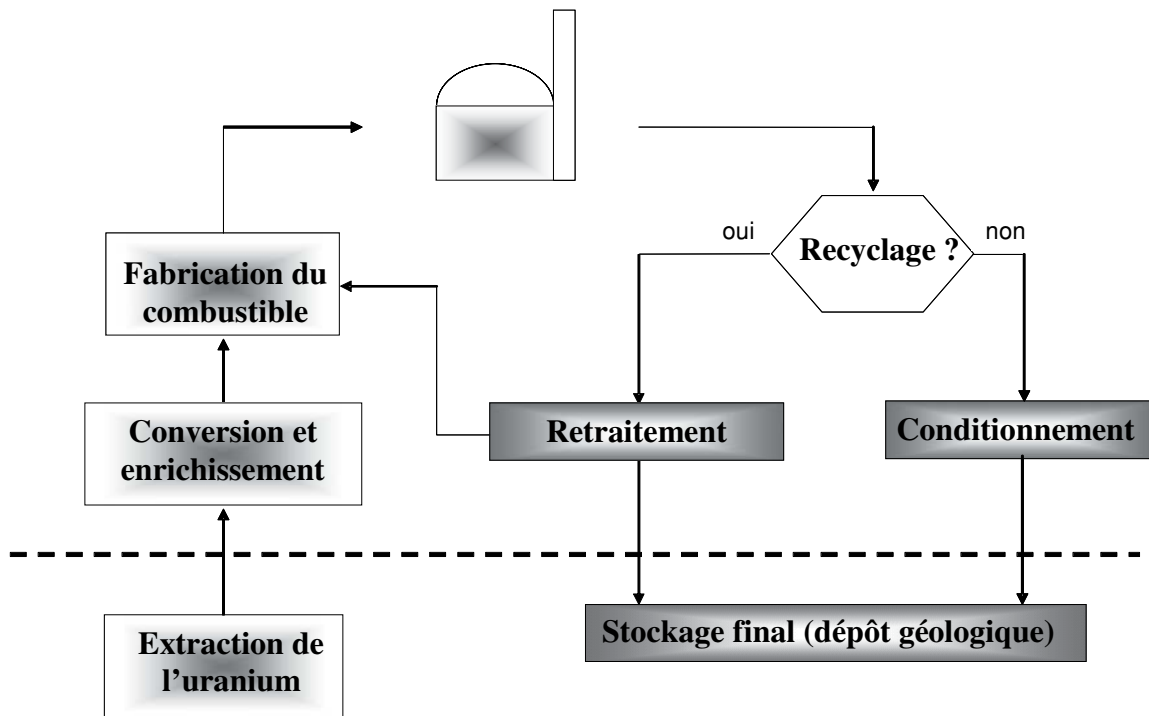 oui
Recyclage ?
non
Fabrication du
combustible
Conversion et
enrichissement
Retraitement
Conditionnement
Extraction de
l’uranium
Stockage final (dépôt géologique)